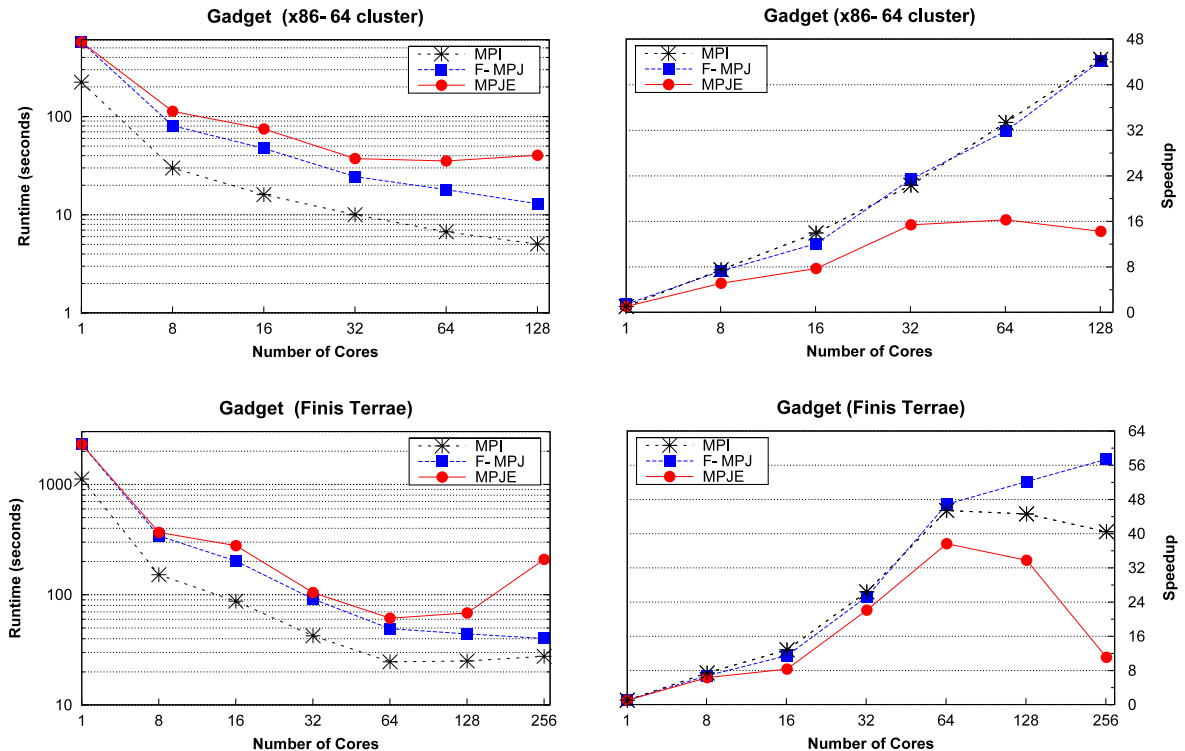 Gadget (x86- 64 cluster)
MPI
F- MPJ
MPJE
100
10
1
Runtime (seconds)
1 8 16 32 64 128
Number of Cores
Gadget (x86- 64 cluster)
MPI
F- MPJ
MPJE
48
40
32
24
16
8
0
Speedup
1 8 16 32 64 128
Number of Cores
Gadget (Finis Terrae)
MPI
F- MPJ
MPJE
1000
100
10
Runtime (seconds)
1 8 16 32 64 128 256
Number of Cores
Gadget (Finis Terrae)
MPI
F- MPJ
MPJE
64
56
48
40
32
24
16
8
0
Speedup
1 8 16 32 64 128 256
Number of Cores